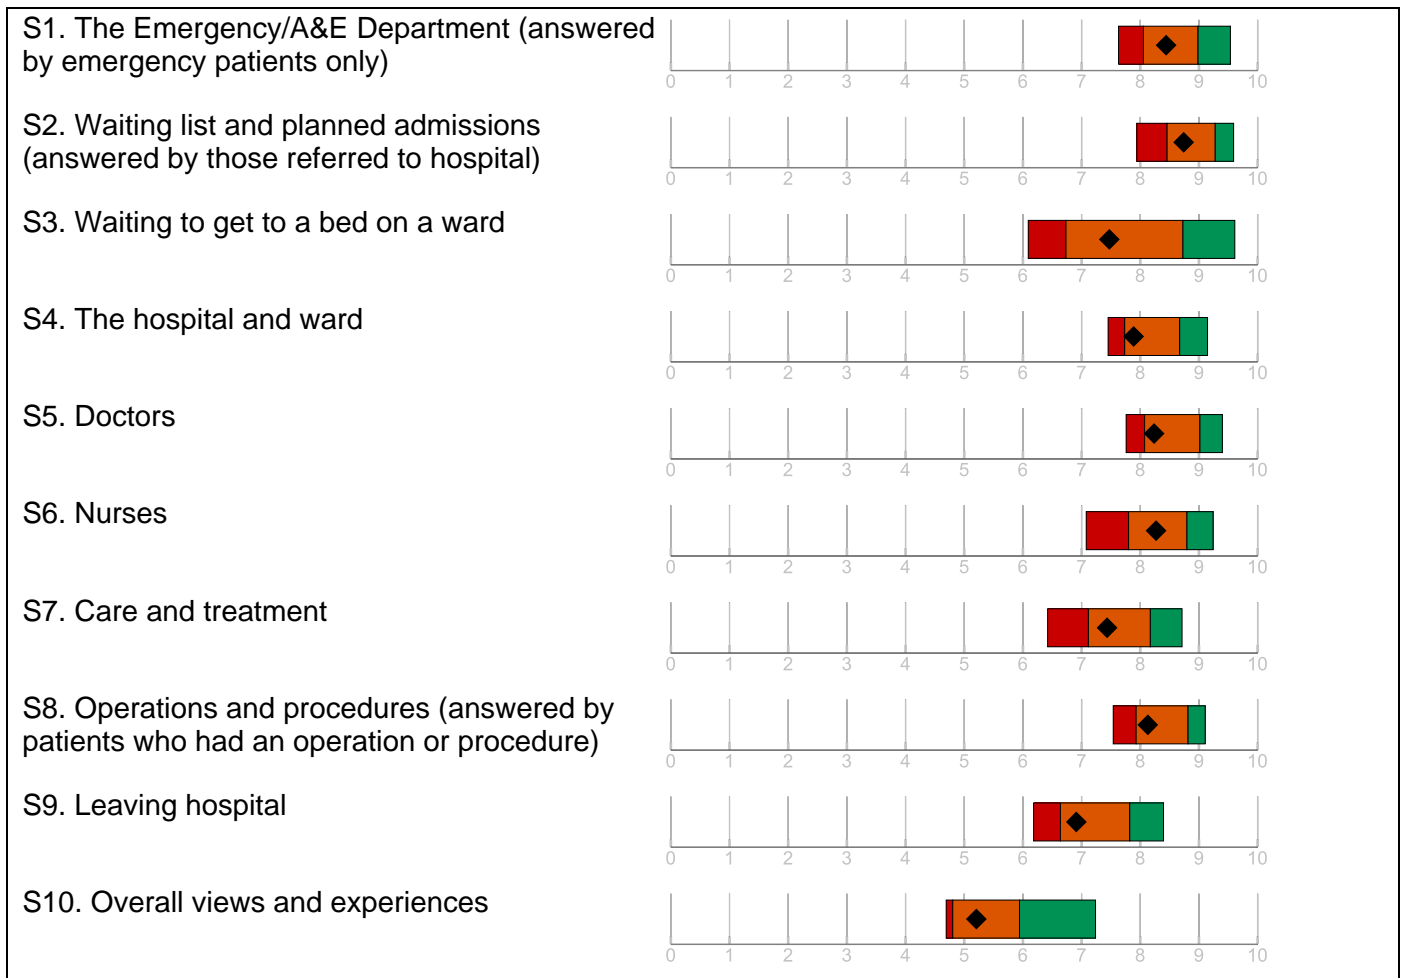 S1. The Emergency/A&E Department (answered
by emergency patients only)
0 1 2 3 4 5 6 7 8 9 10
S2. Waiting list and planned admissions
(answered by those referred to hospital)
0 1 2 3 4 5 6 7 8 9 10
S3. Waiting to get to a bed on a ward
0 1 2 3 4 5 6 7 8 9 10
S4. The hospital and ward
0 1 2 3 4 5 6 7 8 9 10
S5. Doctors
0 1 2 3 4 5 6 7 8 9 10
S6. Nurses
0 1 2 3 4 5 6 7 8 9 10
S7. Care and treatment
0 1 2 3 4 5 6 7 8 9 10
S8. Operations and procedures (answered by
patients who had an operation or procedure)
0 1 2 3 4 5 6 7 8 9 10
S9. Leaving hospital
0 1 2 3 4 5 6 7 8 9 10
S10. Overall views and experiences
0 1 2 3 4 5 6 7 8 9 10